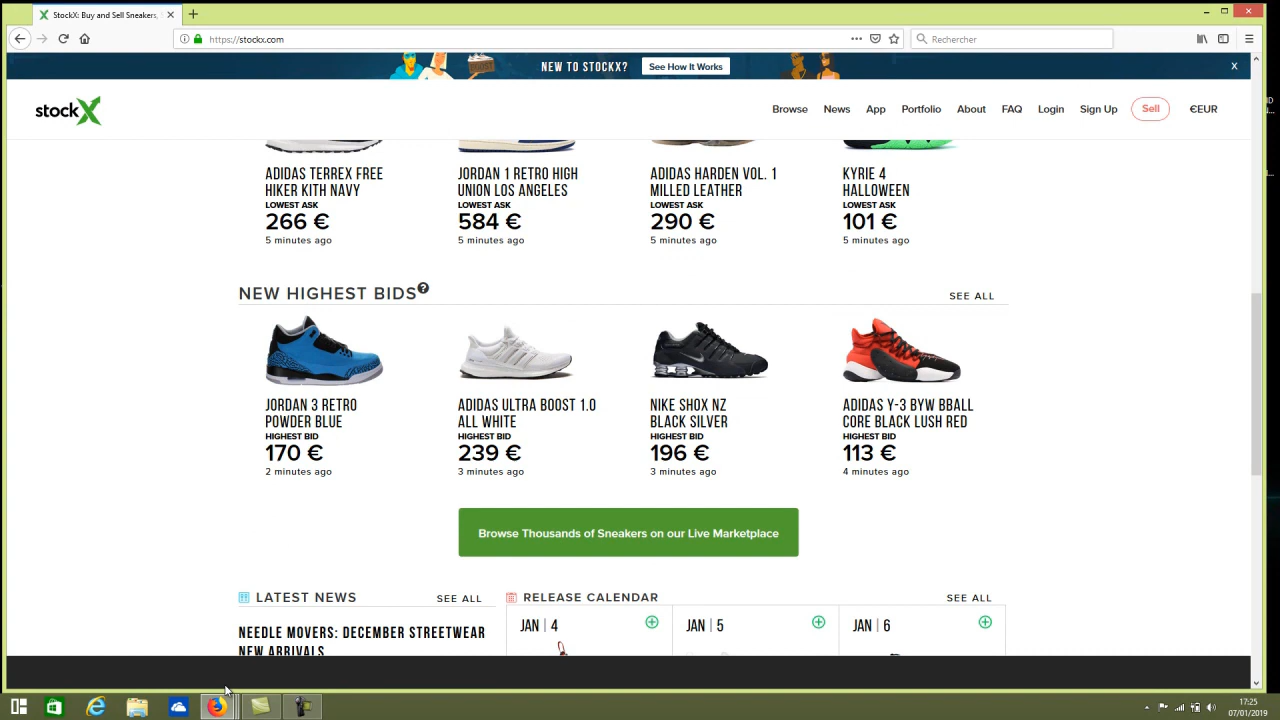 StockX: Buy and Sell Sneakers,
https://stockx.com
Rechercher
NEW TO STOCKX?
See How It Works
X
stockX
Browse
News
App
Portfolio
About
FAQ
Login
Sign Up
Sell
€EUR
ADIDAS TERREX FREE
HIKER KITH NAVY
LOWEST ASK
266 €
5 minutes ago
JORDAN 1 RETRO HIGH
UNION LOS ANGELES
LOWEST ASK
584 €
5 minutes ago
ADIDAS HARDEN VOL. 1
MILLED LEATHER
LOWEST ASK
290 €
5 minutes ago
KYRIE 4
HALLOWEEN
LOWEST ASK
101 €
5 minutes ago
NEW HIGHEST BIDS?
SEE ALL
JORDAN 3 RETRO
POWDER BLUE
HIGHEST BID
170 €
2 minutes ago
ADIDAS ULTRA BOOST 1.0
ALL WHITE
HIGHEST BID
239 €
3 minutes ago
NIKE SHOX NZ
BLACK SILVER
HIGHEST BID
196 €
3 minutes ago
ADIDAS Y-3 BYW BBALL
CORE BLACK LUSH RED
HIGHEST BID
113 €
4 minutes ago
Browse Thousands of Sneakers on our Live Marketplace
LATEST NEWS
SEE ALL
NEEDLE MOVERS: DECEMBER STREETWEAR
NEW ARRIVALS
RELEASE CALENDAR
SEE ALL
JAN | 4
JAN | 5
JAN | 6
17:25
07/01/2019